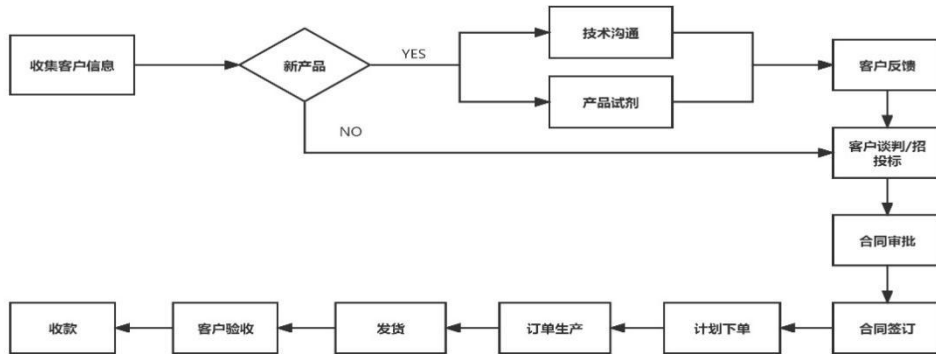 技术沟通
收集客户信息
新产品
YES
客户反馈
产品试剂
NO
客户谈判/招
投标
合同审批
收款
客户验收
发货
订单生产
计划下单
合同签订